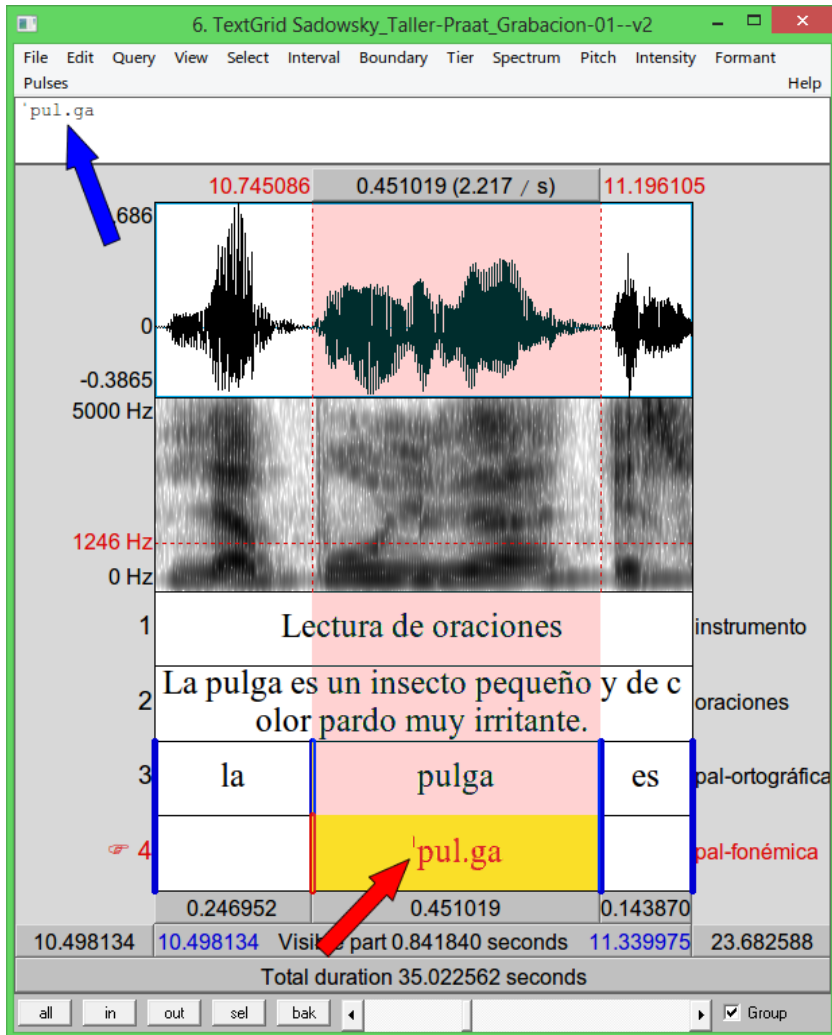 6. TextGrid Sadowsky_Taller-Praat_Grabacion-01--v2
File Edit Query View Select Interval Boundary Tier Spectrum Pitch Intensity Formant
Pulses Help
ˈpul.ga
10.745086 0.451019 (2.217 / s) 11.196105
.686
0
-0.3865
5000 Hz
1246 Hz
0 Hz
1 Lectura de oraciones instrumento
La pulga es un insecto pequeño y de c
2 oraciones
olor pardo muy irritante.
3 la pulga es pal-ortográfica
☞ 4 ˈpul.ga pal-fonémica
0.246952 0.451019 0.143870
10.498134 10.498134 Visible part 0.841840 seconds 11.339975 23.682588
Total duration 35.022562 seconds
all in out sel bak Group